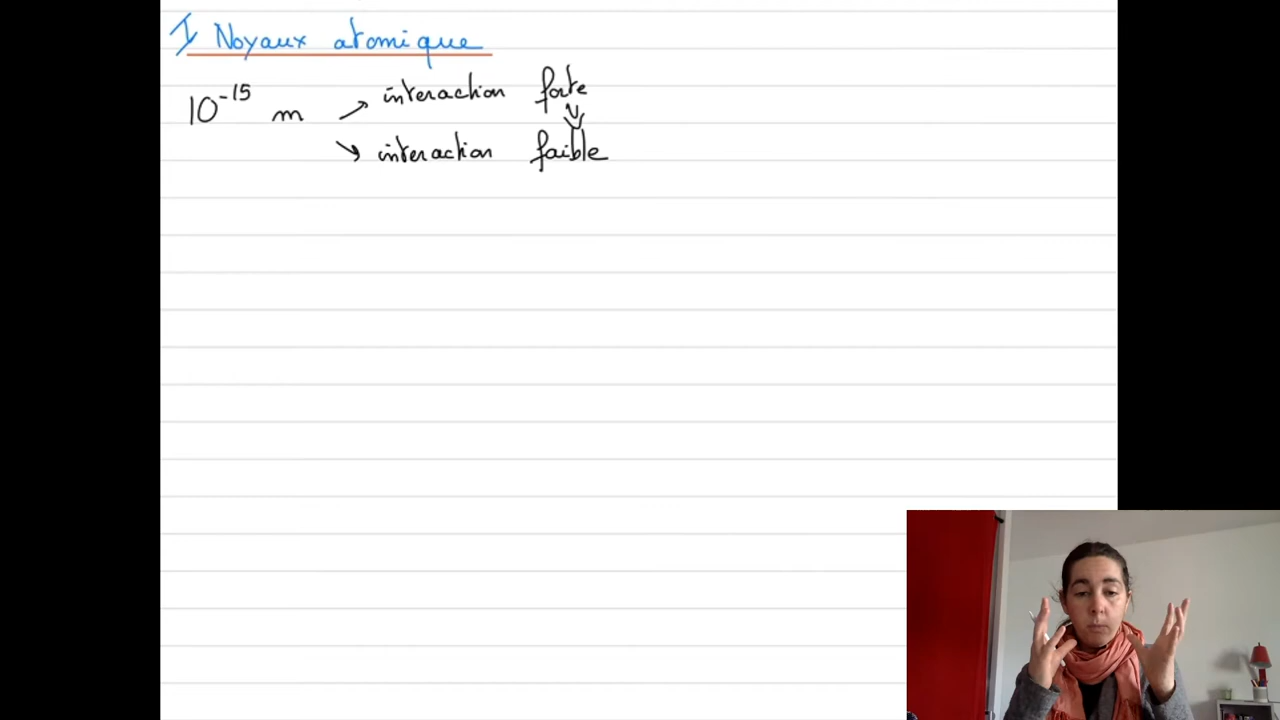 I Noyaux atomique
10⁻¹⁵ m ↗ interaction forte
↘ interaction faible